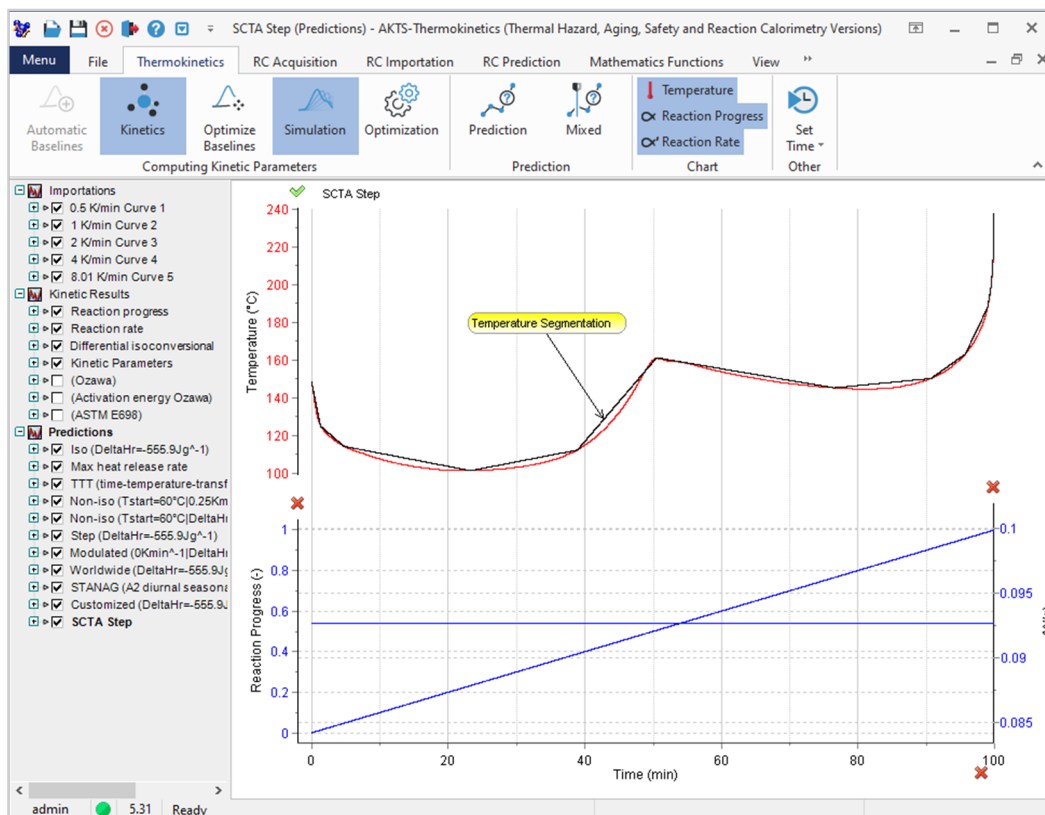 SCTA Step (Predictions) - AKTS-Thermokinetics (Thermal Hazard, Aging, Safety and Reaction Calorimetry Versions)
Menu File Thermokinetics RC Acquisition RC Importation RC Prediction Mathematics Functions View
Automatic Baselines
Kinetics
Optimize Baselines
Simulation
Optimization
Computing Kinetic Parameters
Prediction
Mixed
Prediction
Temperature
Reaction Progress
Reaction Rate
Chart
Set Time
Other
Importations
0.5 K/min Curve 1
1 K/min Curve 2
2 K/min Curve 3
4 K/min Curve 4
8.01 K/min Curve 5
Kinetic Results
Reaction progress
Reaction rate
Differential isoconversional
Kinetic Parameters
(Ozawa)
(Activation energy Ozawa)
(ASTM E698)
Predictions
Iso (DeltaHr=-555.9Jg^-1)
Max heat release rate
TTT (time-temperature-transf
Non-iso (Tstart=60°C|0.25Km
Non-iso (Tstart=60°C|DeltaHr
Step (DeltaHr=-555.9Jg^-1)
Modulated (0Kmin^-1|DeltaHr
Worldwide (DeltaHr=-555.9Jg
STANAG (A2 diurnal seasona
Customized (DeltaHr=-555.9J
SCTA Step
SCTA Step
Temperature (°C)
240
220
200
180
160
140
120
100
Temperature Segmentation
Reaction Progress (-)
1
0.8
0.6
0.4
0.2
0
0.1
0.095
0.09
0.085
0 20 40 60 80 100
Time (min)
admin 5.31 Ready